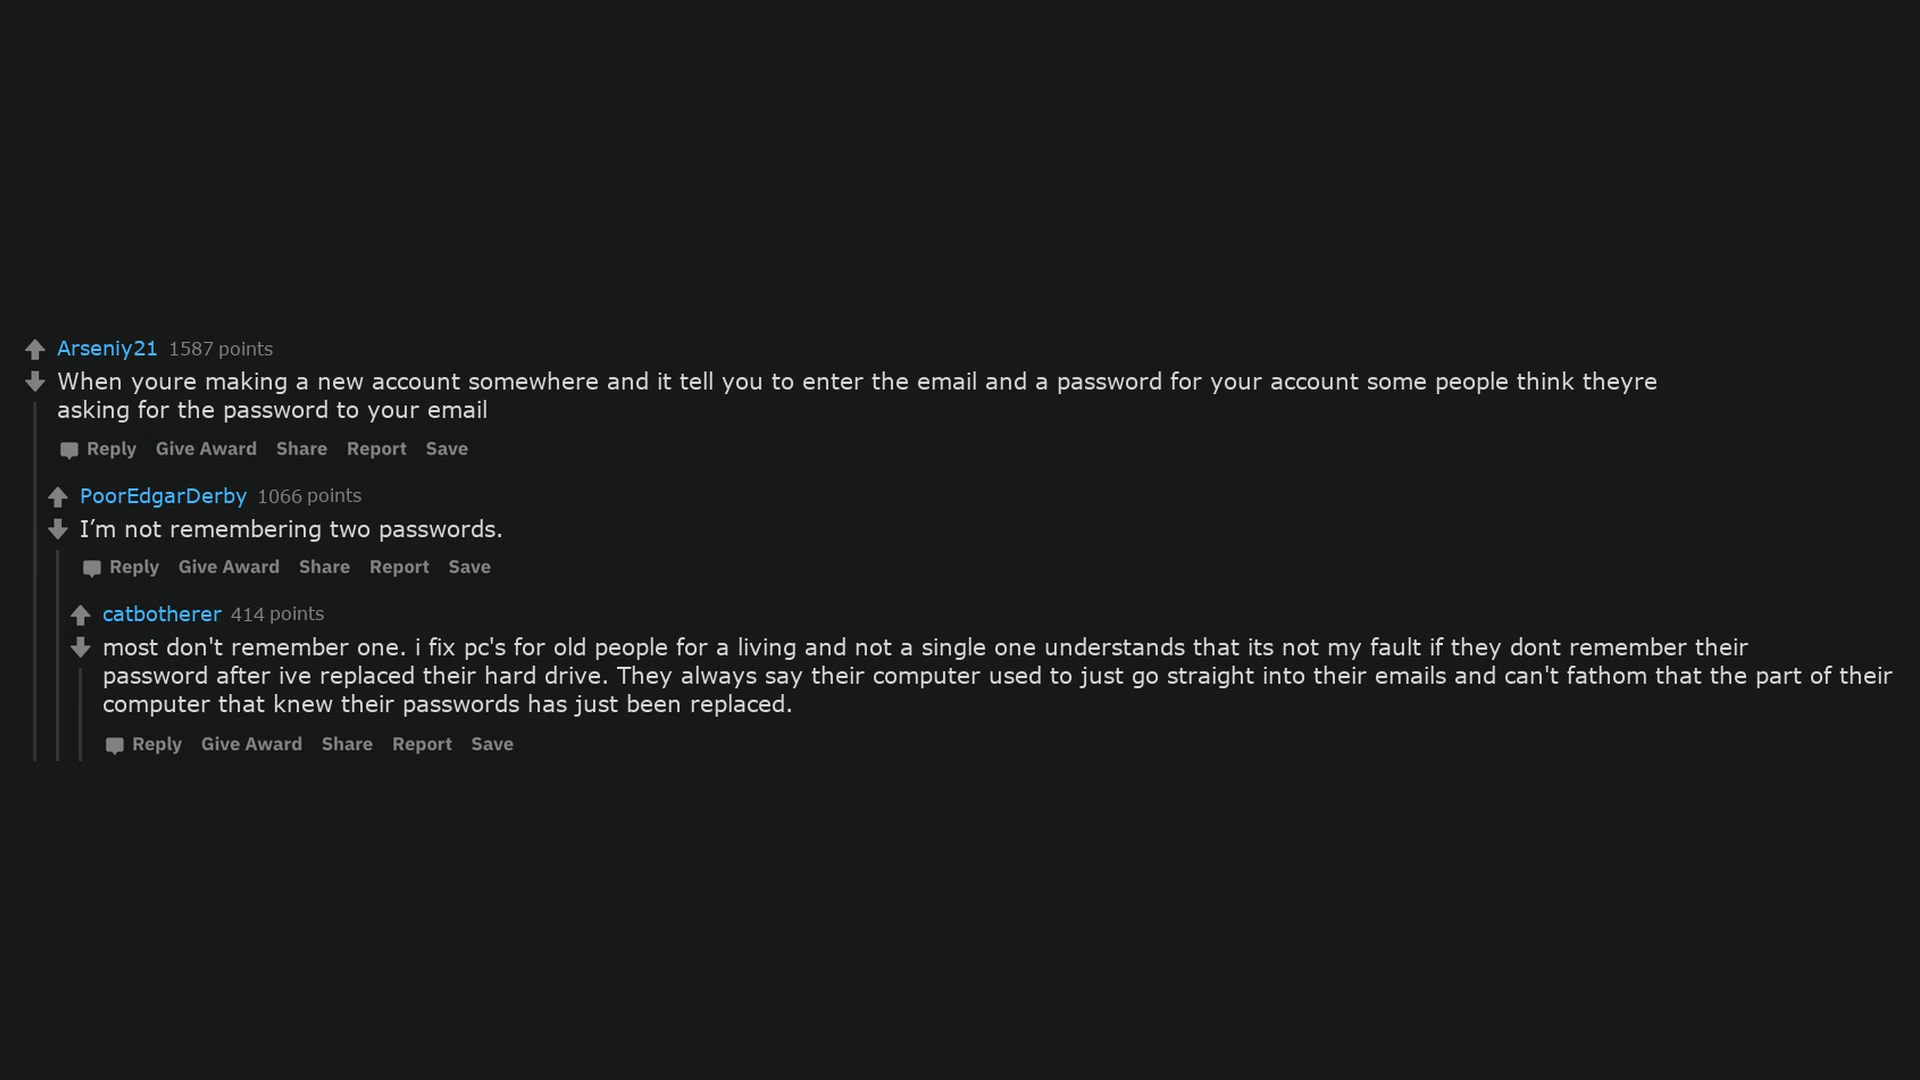 Arseniy21 1587 points
When youre making a new account somewhere and it tell you to enter the email and a password for your account some people think theyre
asking for the password to your email
Reply Give Award Share Report Save
PoorEdgarDerby 1066 points
I’m not remembering two passwords.
Reply Give Award Share Report Save
catbotherer 414 points
most don't remember one. i fix pc's for old people for a living and not a single one understands that its not my fault if they dont remember their
password after ive replaced their hard drive. They always say their computer used to just go straight into their emails and can't fathom that the part of their
computer that knew their passwords has just been replaced.
Reply Give Award Share Report Save